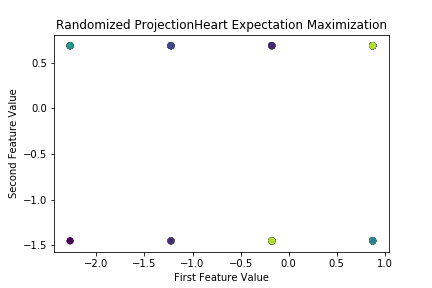 Randomized ProjectionHeart Expectation Maximization
0.5
0.0
−0.5
−1.0
−1.5
Second Feature Value
−2.0 −1.5 −1.0 −0.5 0.0 0.5 1.0
First Feature Value